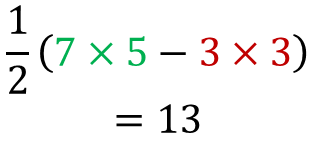 1/2 (7 × 5 − 3 × 3)
= 13